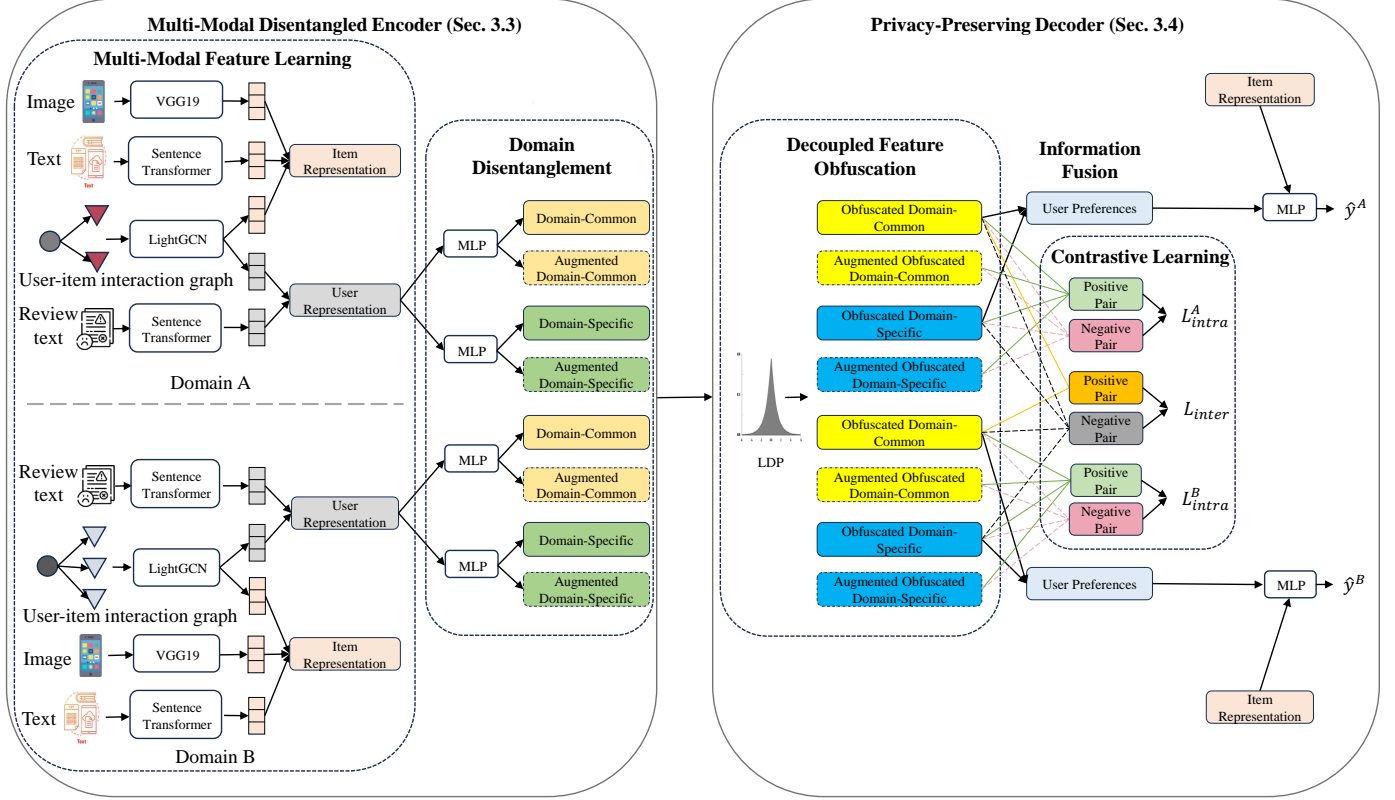 Multi-Modal Disentangled Encoder (Sec. 3.3)
Multi-Modal Feature Learning
Image
VGG19
Text
Text
Sentence
Transformer
Item
Representation
LightGCN
User-item interaction graph
Review
text
Sentence
Transformer
User
Representation
Domain A
Review
text
Sentence
Transformer
User
Representation
LightGCN
User-item interaction graph
Image
VGG19
Item
Representation
Text
Text
Sentence
Transformer
Domain B
Domain
Disentanglement
MLP
Domain-Common
Augmented
Domain-Common
MLP
Domain-Specific
Augmented
Domain-Specific
MLP
Domain-Common
Augmented
Domain-Common
MLP
Domain-Specific
Augmented
Domain-Specific
Privacy-Preserving Decoder (Sec. 3.4)
LDP
Decoupled Feature
Obfuscation
Obfuscated Domain-
Common
Augmented Obfuscated
Domain-Common
Obfuscated Domain-
Specific
Augmented Obfuscated
Domain-Specific
Obfuscated Domain-
Common
Augmented Obfuscated
Domain-Common
Obfuscated Domain-
Specific
Augmented Obfuscated
Domain-Specific
Information
Fusion
User Preferences
Contrastive Learning
Positive
Pair
Negative
Pair
L^A_intra
Positive
Pair
Negative
Pair
L_inter
Positive
Pair
Negative
Pair
L^B_intra
User Preferences
Item
Representation
MLP
ŷ^A
MLP
ŷ^B
Item
Representation